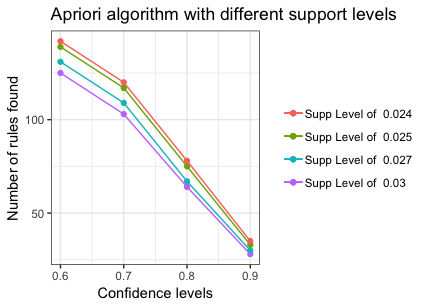 Apriori algorithm with different support levels
Number of rules found
100
50
0.6 0.7 0.8 0.9
Confidence levels
Supp Level of 0.024
Supp Level of 0.025
Supp Level of 0.027
Supp Level of 0.03